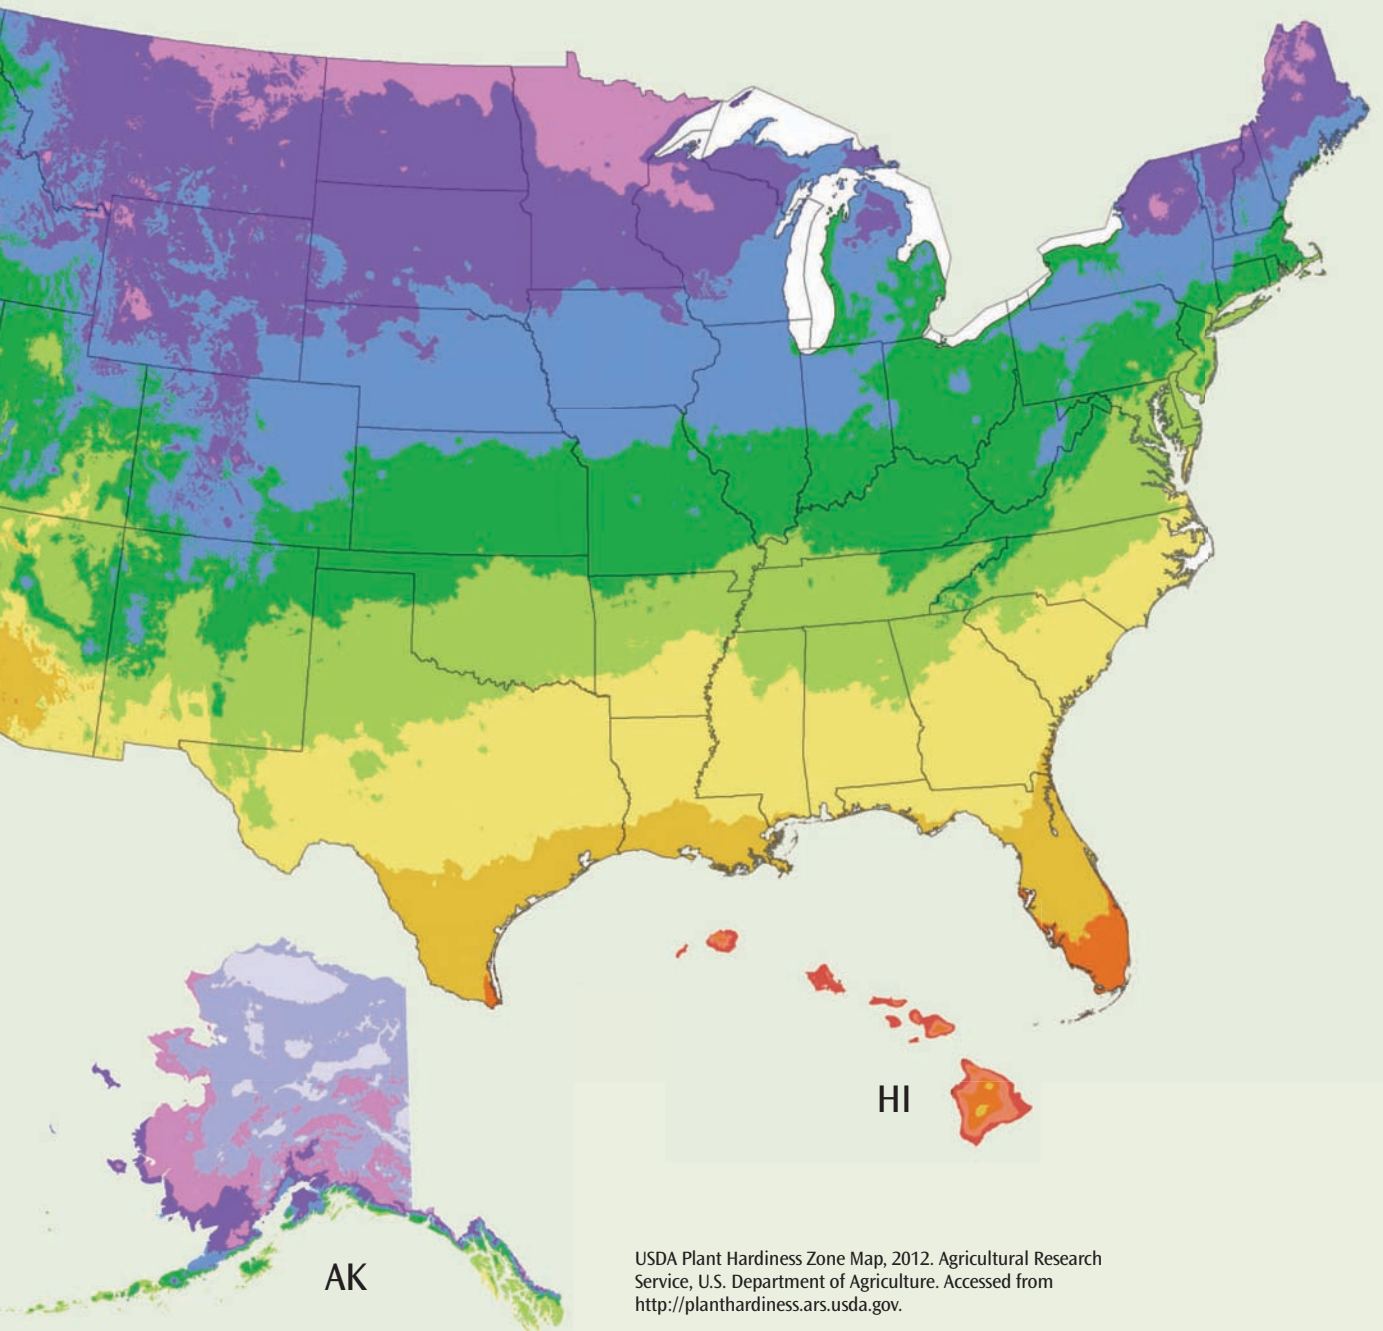 HI
AK
USDA Plant Hardiness Zone Map, 2012. Agricultural Research
Service, U.S. Department of Agriculture. Accessed from
http://planthardiness.ars.usda.gov.